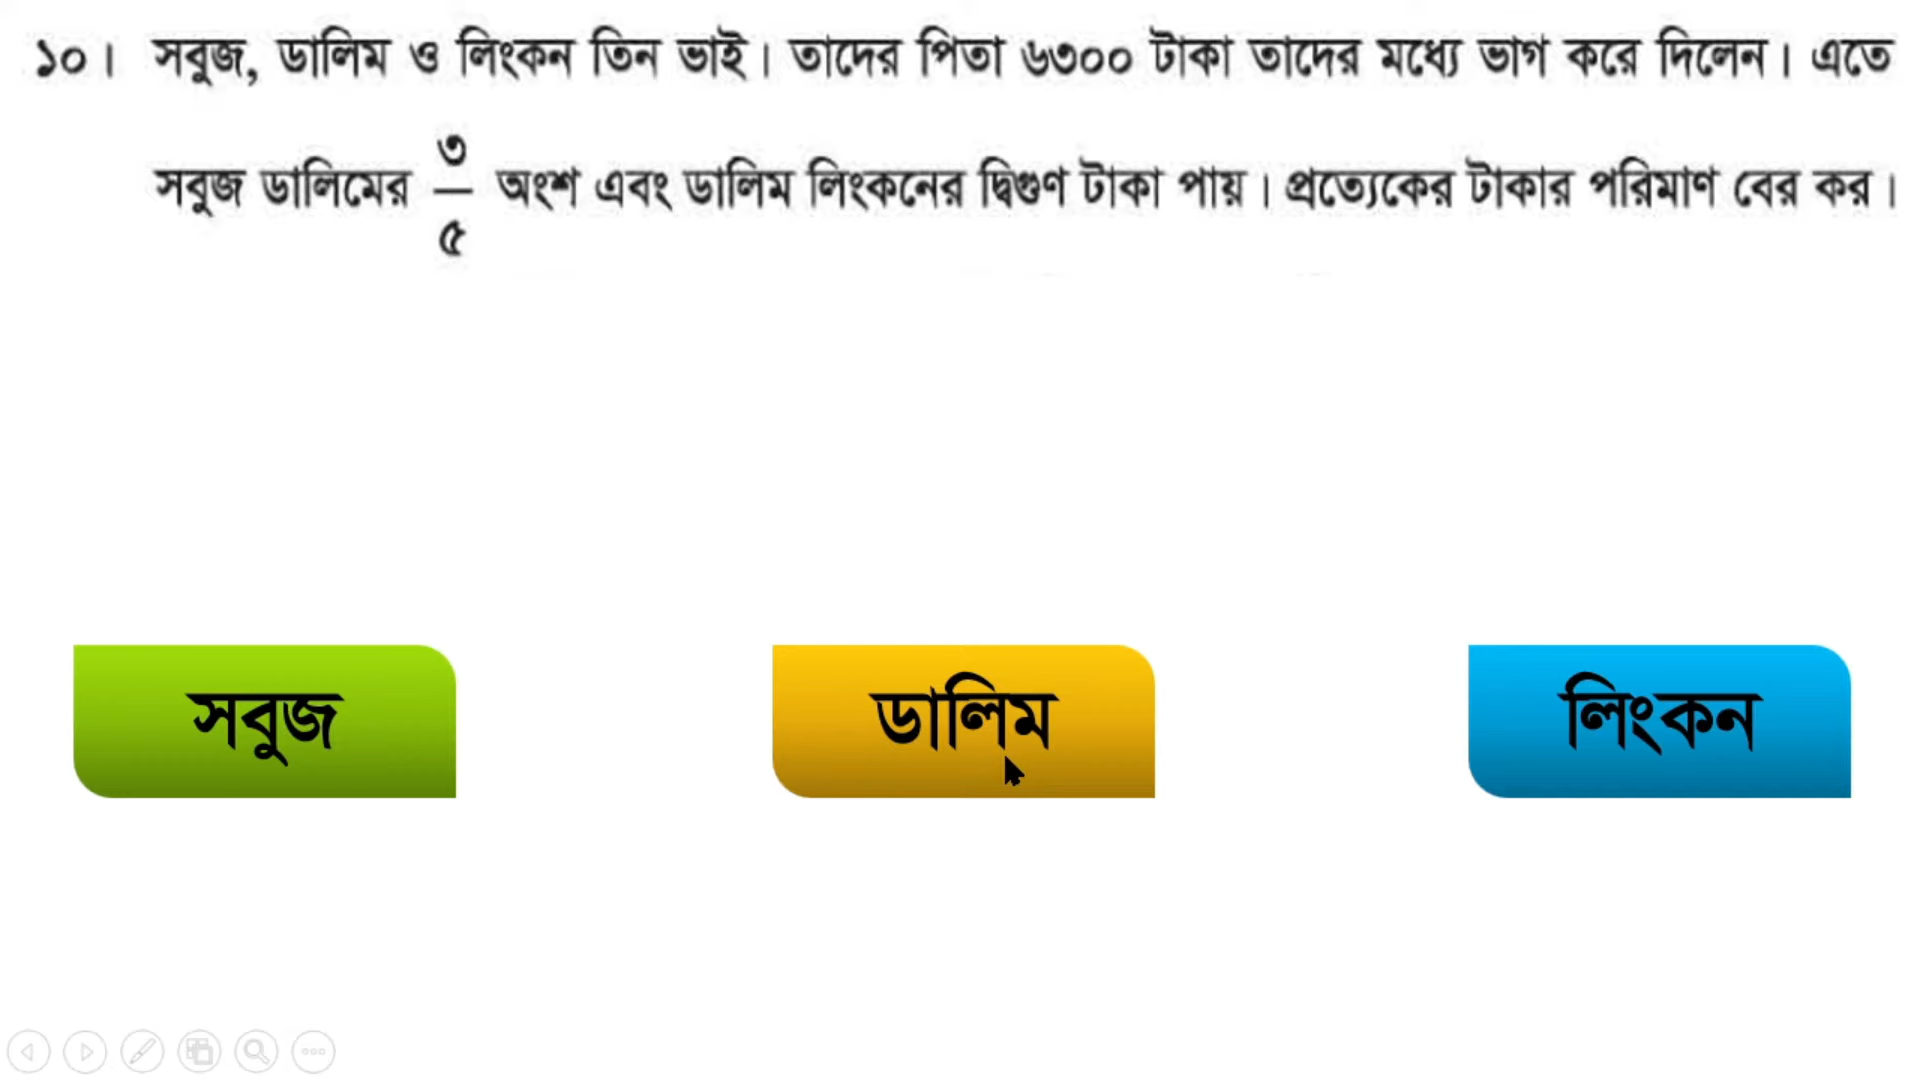 ১০। সবুজ, ডালিম ও লিংকন তিন ভাই। তাদের পিতা ৬৩০০ টাকা তাদের মধ্যে ভাগ করে দিলেন। এতে
সবুজ ডালিমের ৩/৫ অংশ এবং ডালিম লিংকনের দ্বিগুণ টাকা পায়। প্রত্যেকের টাকার পরিমাণ বের কর।
সবুজ
ডালিম
লিংকন